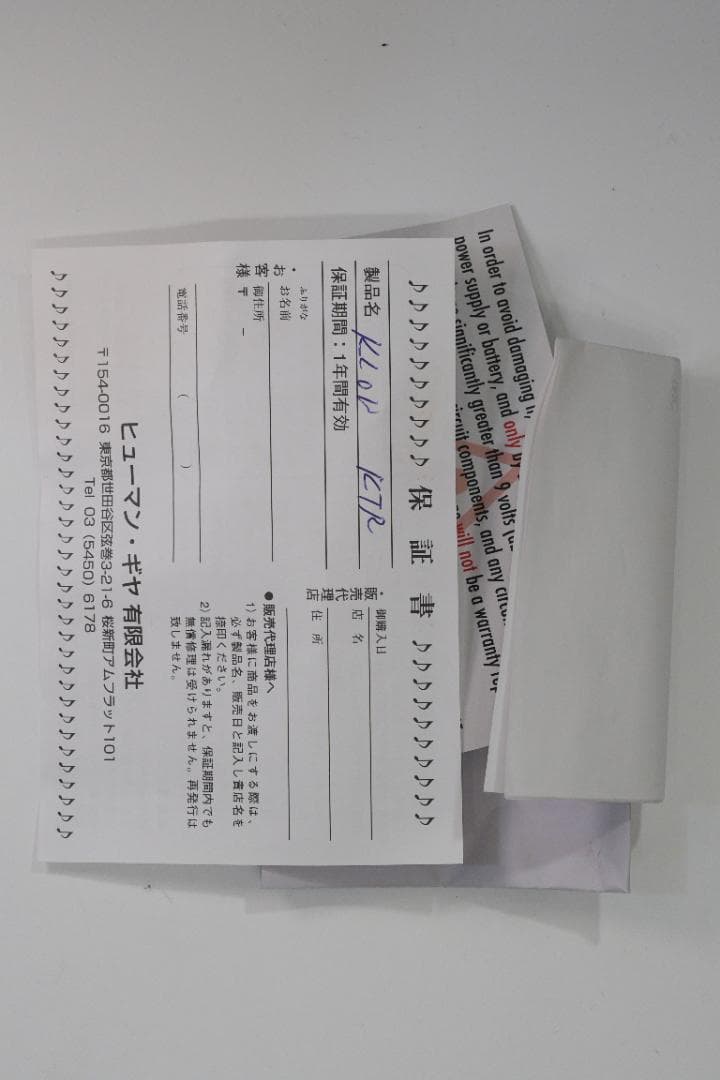 ♪♪♪♪♪♪♪♪♪♪ 保証書 ♪♪♪♪♪♪♪♪♪♪
製品名 KLON KTR
保証期間：1年間有効
・お客様
ふりがな
お名前
御住所
〒 －
電話番号 （ ）
・販売代理店
御購入日
店名
住所
●販売代理店様へ
1）お客様に商品をお渡しにする際は、
必ず製品名、販売日と記入し書店名を
捺印ください。
2）記入漏れがありますと、保証期間内でも
無償修理は受けられません。再発行は
致しません。
ヒューマン・ギヤ 有限会社
〒154-0016 東京都世田谷区弦巻3-21-6 桜新町アムフラット101
Tel 03（5450）6178
In order to avoid damaging
power supply or battery, and only by
significantly greater than 9 volts
circuit components, and any
will not be a warranty